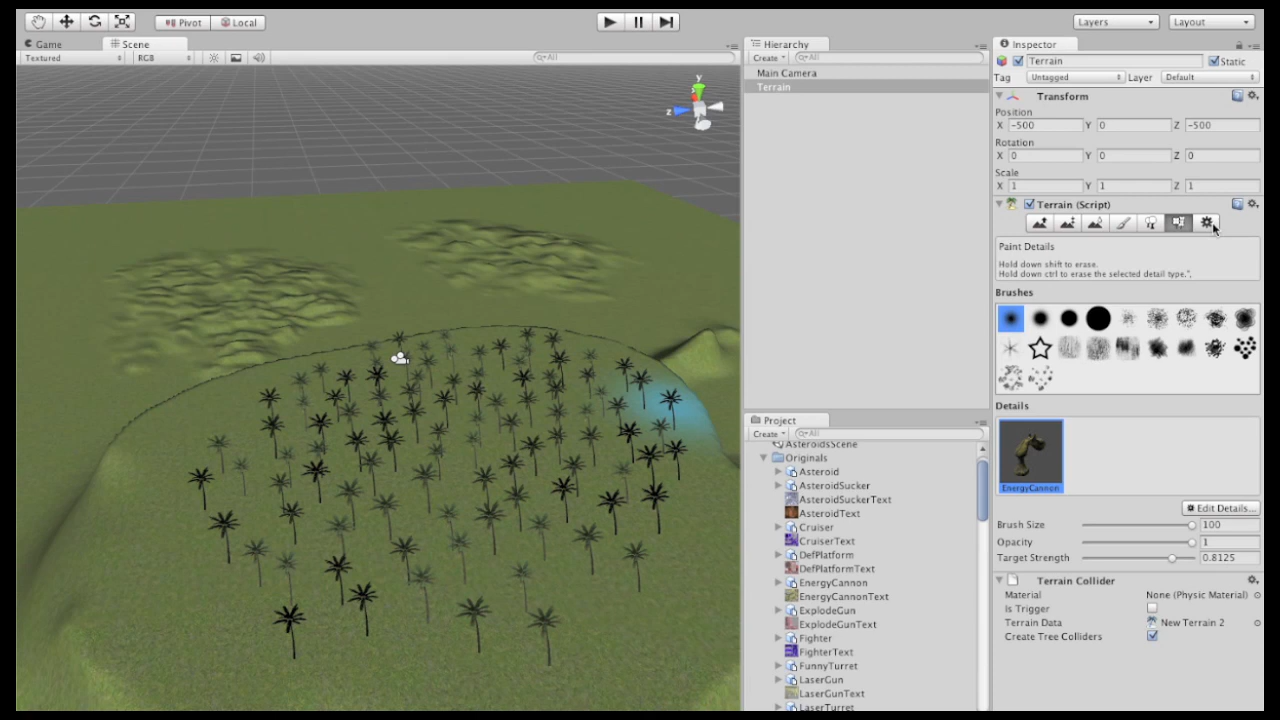 Pivot Local Layers Layout
Game Scene
Textured RGB All
y
z
Hierarchy
Create All
Main Camera
Terrain
Project
Create All
AsteroidsScene
Originals
Asteroid
AsteroidSucker
AsteroidSuckerText
AsteroidText
Cruiser
CruiserText
DefPlatform
DefPlatformText
EnergyCannon
EnergyCannonText
ExplodeGun
ExplodeGunText
Fighter
FighterText
FunnyTurret
LaserGun
LaserGunText
LaserTurret
Inspector
Terrain Static
Tag Untagged Layer Default
Transform
Position
X -500 Y 0 Z -500
Rotation
X 0 Y 0 Z 0
Scale
X 1 Y 1 Z 1
Terrain (Script)
Paint Details
Hold down shift to erase.
Hold down ctrl to erase the selected detail type.",
Brushes
Details
EnergyCannon
Edit Details...
Brush Size 100
Opacity 1
Target Strength 0.8125
Terrain Collider
Material None (Physic Material)
Is Trigger
Terrain Data New Terrain 2
Create Tree Colliders